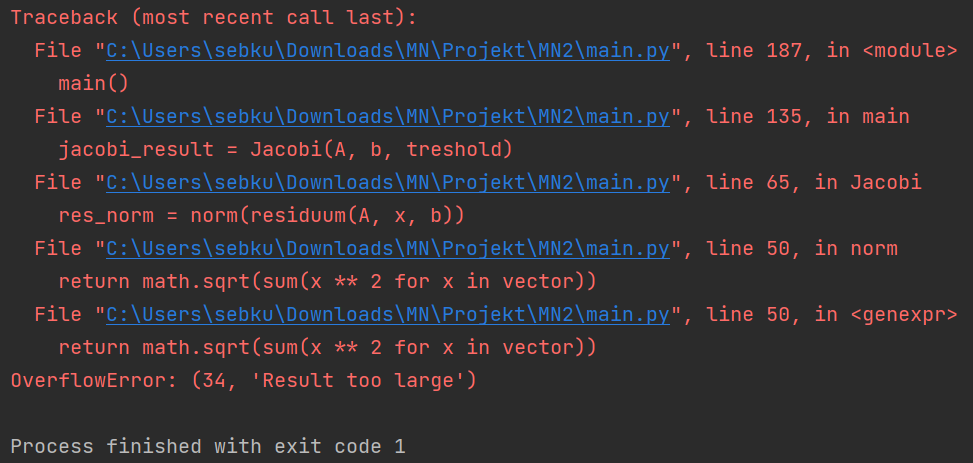 Traceback (most recent call last):
  File "C:\Users\sebku\Downloads\MN\Projekt\MN2\main.py", line 187, in <module>
    main()
  File "C:\Users\sebku\Downloads\MN\Projekt\MN2\main.py", line 135, in main
    jacobi_result = Jacobi(A, b, treshold)
  File "C:\Users\sebku\Downloads\MN\Projekt\MN2\main.py", line 65, in Jacobi
    res_norm = norm(residuum(A, x, b))
  File "C:\Users\sebku\Downloads\MN\Projekt\MN2\main.py", line 50, in norm
    return math.sqrt(sum(x ** 2 for x in vector))
  File "C:\Users\sebku\Downloads\MN\Projekt\MN2\main.py", line 50, in <genexpr>
    return math.sqrt(sum(x ** 2 for x in vector))
OverflowError: (34, 'Result too large')

Process finished with exit code 1